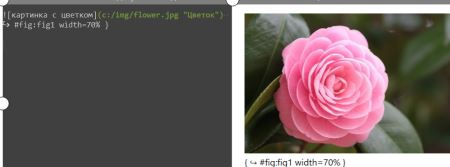 ![картинка с цветком](c:/img/flower.jpg "Цветок")
↪ #fig:fig1 width=70% }
{ ↪ #fig:fig1 width=70% }